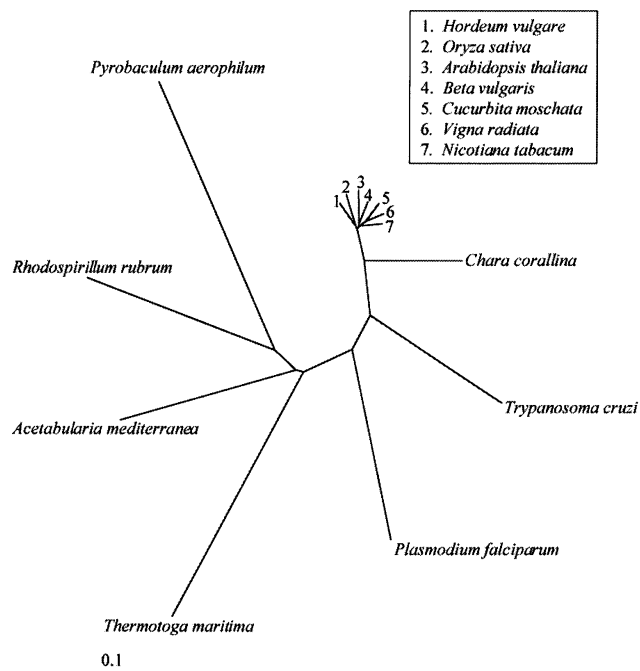 1. Hordeum vulgare
2. Oryza sativa
3. Arabidopsis thaliana
4. Beta vulgaris
5. Cucurbita moschata
6. Vigna radiata
7. Nicotiana tabacum
Pyrobaculum aerophilum
1 2 3 4 5 6 7
Chara corallina
Rhodospirillum rubrum
Trypanosoma cruzi
Acetabularia mediterranea
Plasmodium falciparum
Thermotoga maritima
0.1